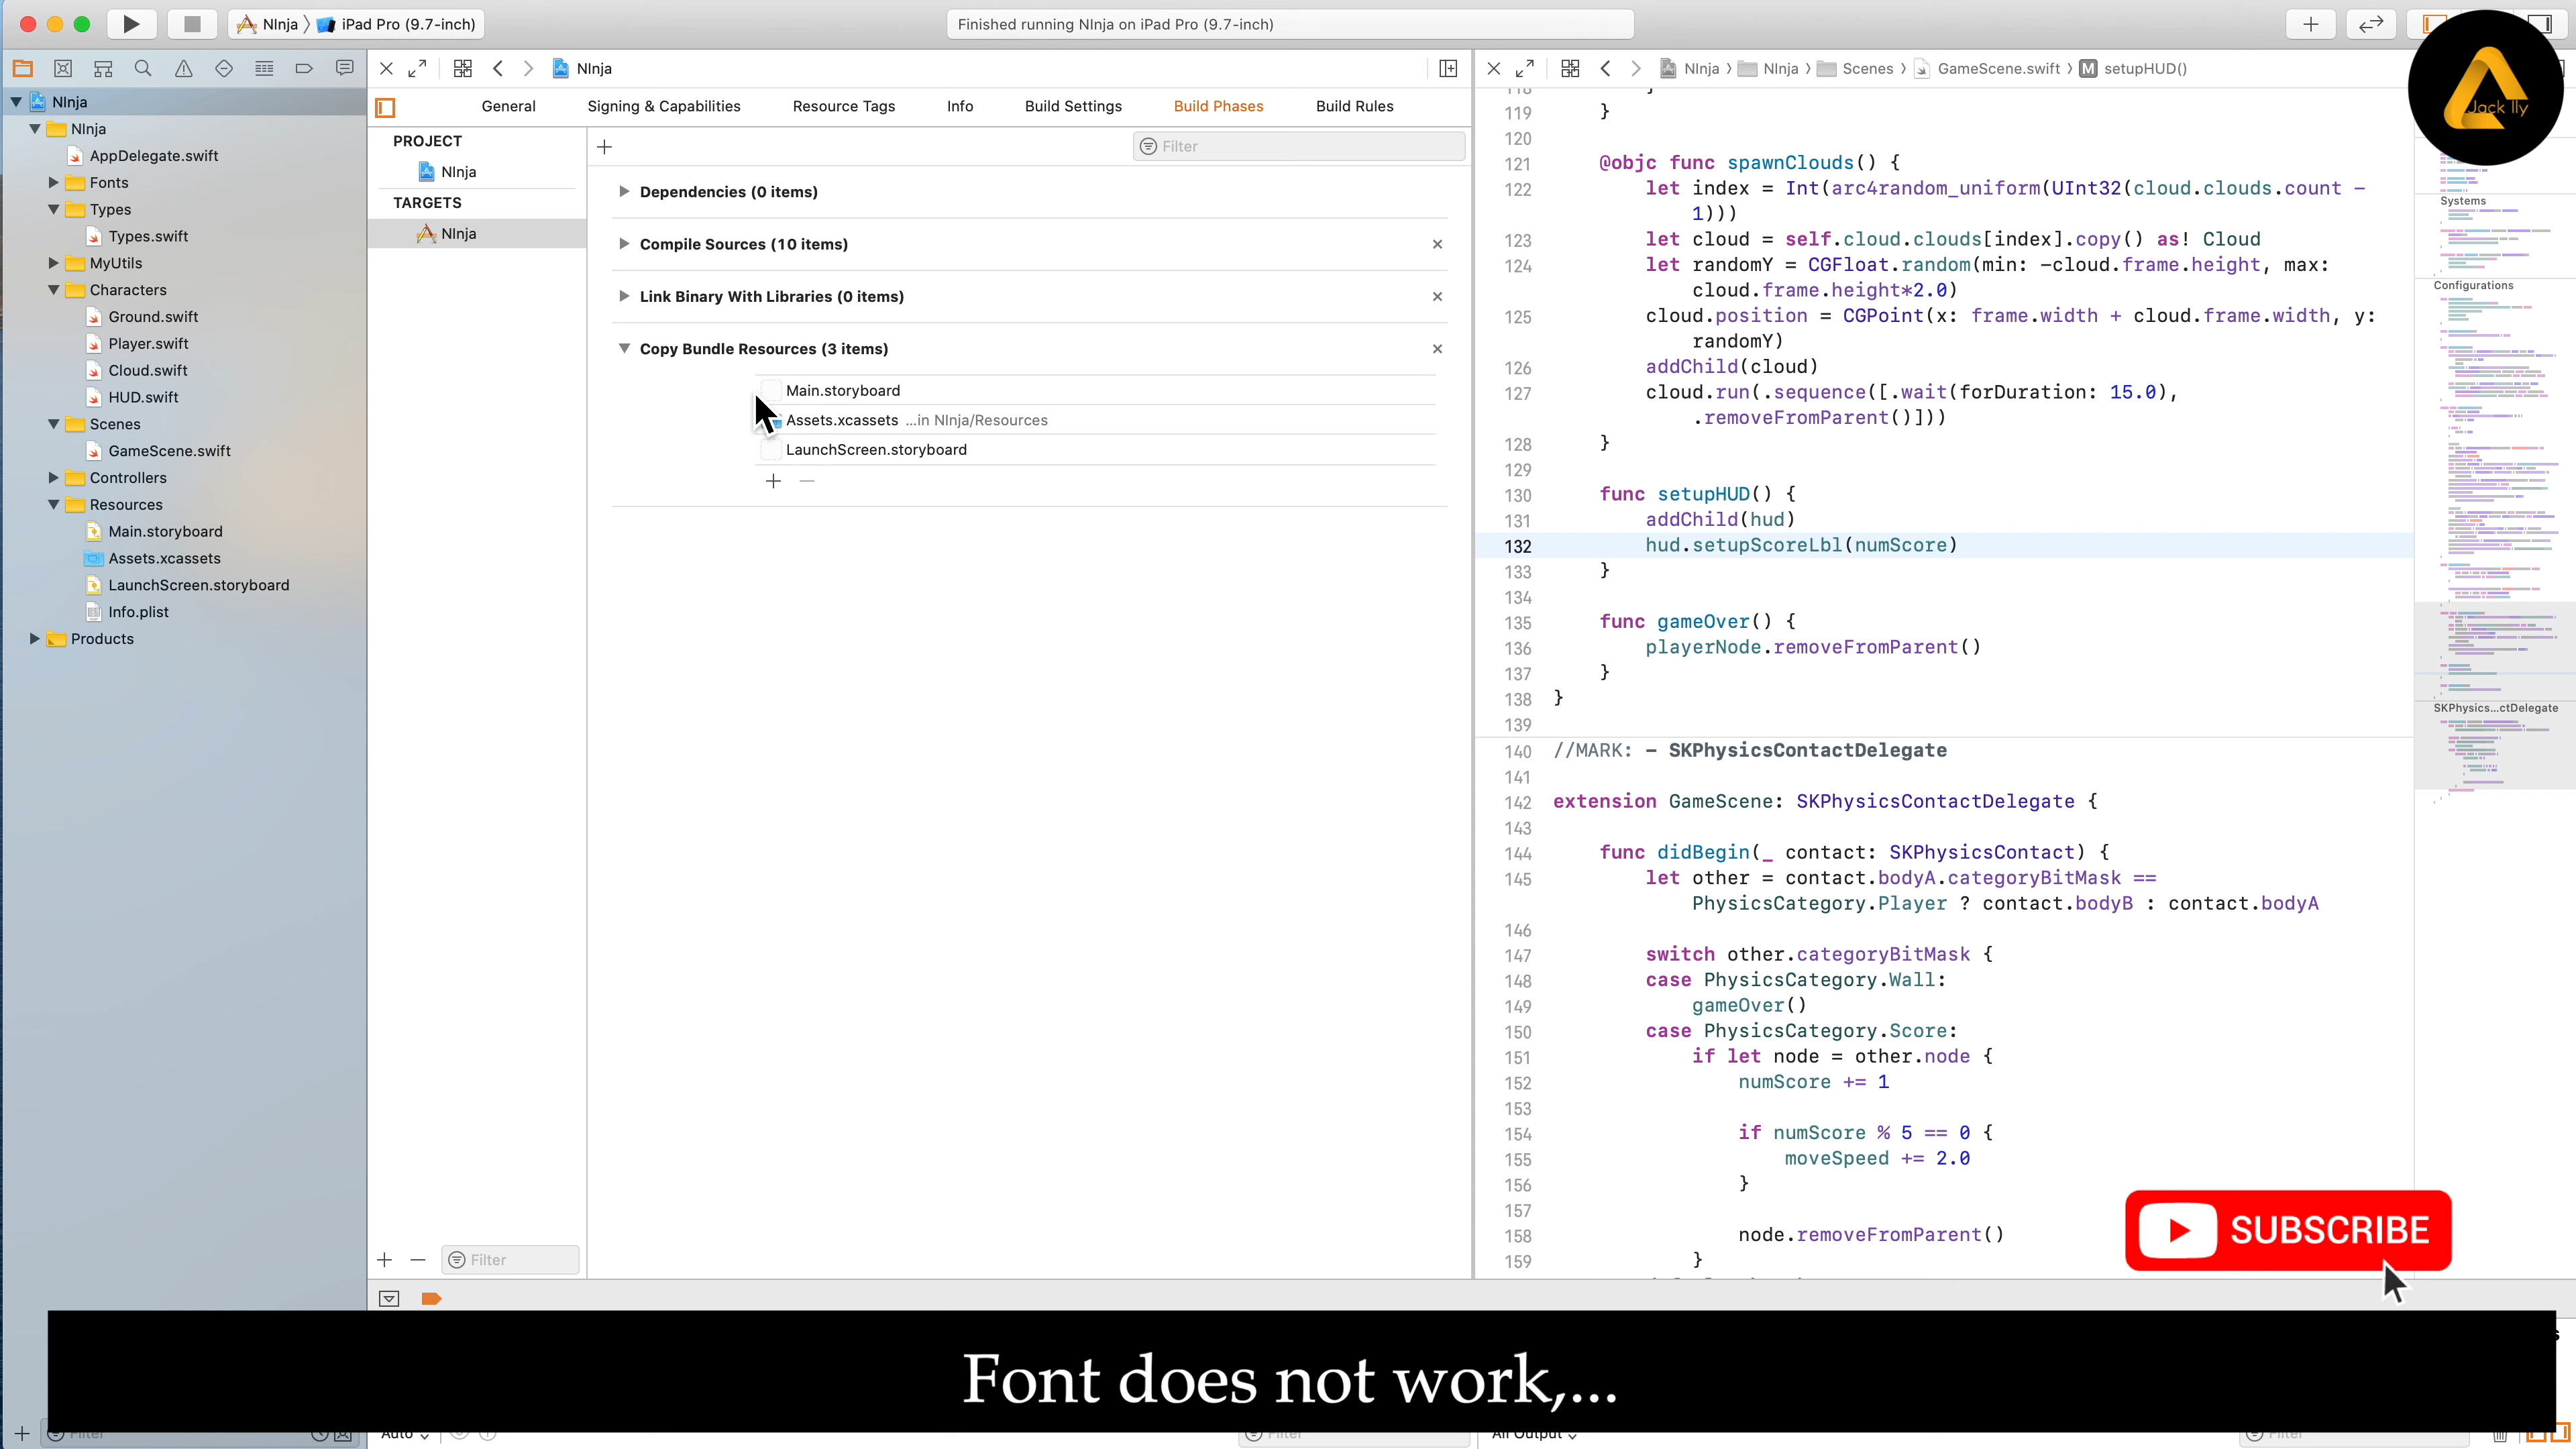 NInja
iPad Pro (9.7-inch)
Finished running NInja on iPad Pro (9.7-inch)
Jack Ily
NInja
NInja
AppDelegate.swift
Fonts
Types
Types.swift
MyUtils
Characters
Ground.swift
Player.swift
Cloud.swift
HUD.swift
Scenes
GameScene.swift
Controllers
Resources
Main.storyboard
Assets.xcassets
LaunchScreen.storyboard
Info.plist
Products
NInja
General
Signing & Capabilities
Resource Tags
Info
Build Settings
Build Phases
Build Rules
PROJECT
NInja
TARGETS
NInja
Filter
Dependencies (0 items)
Compile Sources (10 items)
Link Binary With Libraries (0 items)
Copy Bundle Resources (3 items)
Main.storyboard
Assets.xcassets ...in NInja/Resources
LaunchScreen.storyboard
Filter
NInja
NInja
Scenes
GameScene.swift
M setupHUD()
118 }
119 }
120
121 @objc func spawnClouds() {
122 let index = Int(arc4random_uniform(UInt32(cloud.clouds.count -
1)))
123 let cloud = self.cloud.clouds[index].copy() as! Cloud
124 let randomY = CGFloat.random(min: -cloud.frame.height, max:
cloud.frame.height*2.0)
125 cloud.position = CGPoint(x: frame.width + cloud.frame.width, y:
randomY)
126 addChild(cloud)
127 cloud.run(.sequence([.wait(forDuration: 15.0),
.removeFromParent()]))
128 }
129
130 func setupHUD() {
131 addChild(hud)
132 hud.setupScoreLbl(numScore)
133 }
134
135 func gameOver() {
136 playerNode.removeFromParent()
137 }
138 }
139
140 //MARK: - SKPhysicsContactDelegate
141
142 extension GameScene: SKPhysicsContactDelegate {
143
144 func didBegin(_ contact: SKPhysicsContact) {
145 let other = contact.bodyA.categoryBitMask ==
PhysicsCategory.Player ? contact.bodyB : contact.bodyA
146
147 switch other.categoryBitMask {
148 case PhysicsCategory.Wall:
149 gameOver()
150 case PhysicsCategory.Score:
151 if let node = other.node {
152 numScore += 1
153
154 if numScore % 5 == 0 {
155 moveSpeed += 2.0
156 }
157
158 node.removeFromParent()
159 }
Systems
Configurations
SKPhysics...ctDelegate
SUBSCRIBE
Font does not work,...
Filter
Auto
Filter
All Output
Filter